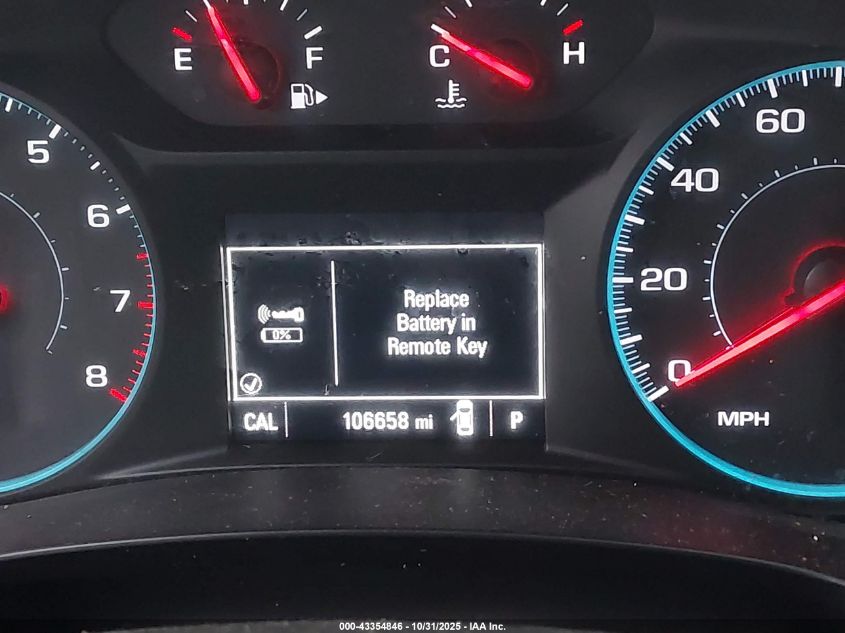 E F
C H
5
6
7
8
60
40
20
0
MPH
0%
Replace
Battery in
Remote Key
CAL 106658 mi P
000-43354846 - 10/31/2025 - IAA Inc.